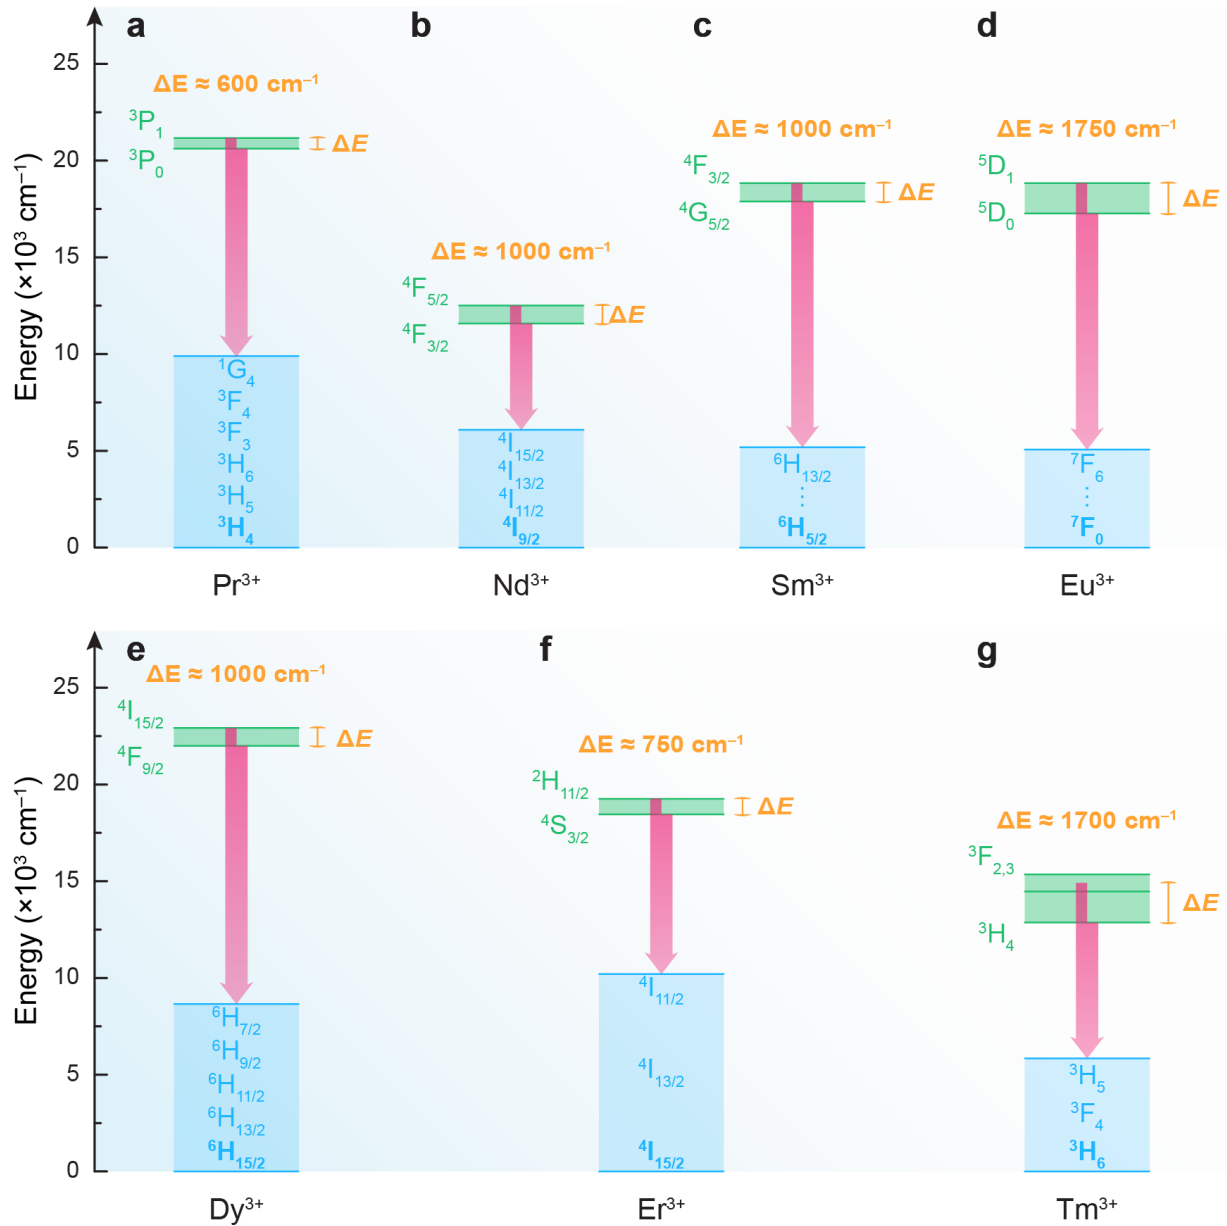 a
b
c
d
Energy (×10³ cm⁻¹)
25
20
15
10
5
0
ΔE ≈ 600 cm⁻¹
³P₁
³P₀
ΔE
¹G₄
³F₄
³F₃
³H₆
³H₅
³H₄
Pr³⁺
ΔE ≈ 1000 cm⁻¹
⁴F5/2
⁴F3/2
ΔE
⁴I15/2
⁴I13/2
⁴I11/2
⁴I9/2
Nd³⁺
ΔE ≈ 1000 cm⁻¹
⁴F3/2
⁴G5/2
ΔE
⁶H13/2
⋮
⁶H5/2
Sm³⁺
ΔE ≈ 1750 cm⁻¹
⁵D₁
⁵D₀
ΔE
⁷F₆
⋮
⁷F₀
Eu³⁺
e
f
g
Energy (×10³ cm⁻¹)
25
20
15
10
5
0
ΔE ≈ 1000 cm⁻¹
⁴I15/2
⁴F9/2
ΔE
⁶H7/2
⁶H9/2
⁶H11/2
⁶H13/2
⁶H15/2
Dy³⁺
ΔE ≈ 750 cm⁻¹
²H11/2
⁴S3/2
ΔE
⁴I11/2
⁴I13/2
⁴I15/2
Er³⁺
ΔE ≈ 1700 cm⁻¹
³F2,3
³H₄
ΔE
³H₅
³F₄
³H₆
Tm³⁺